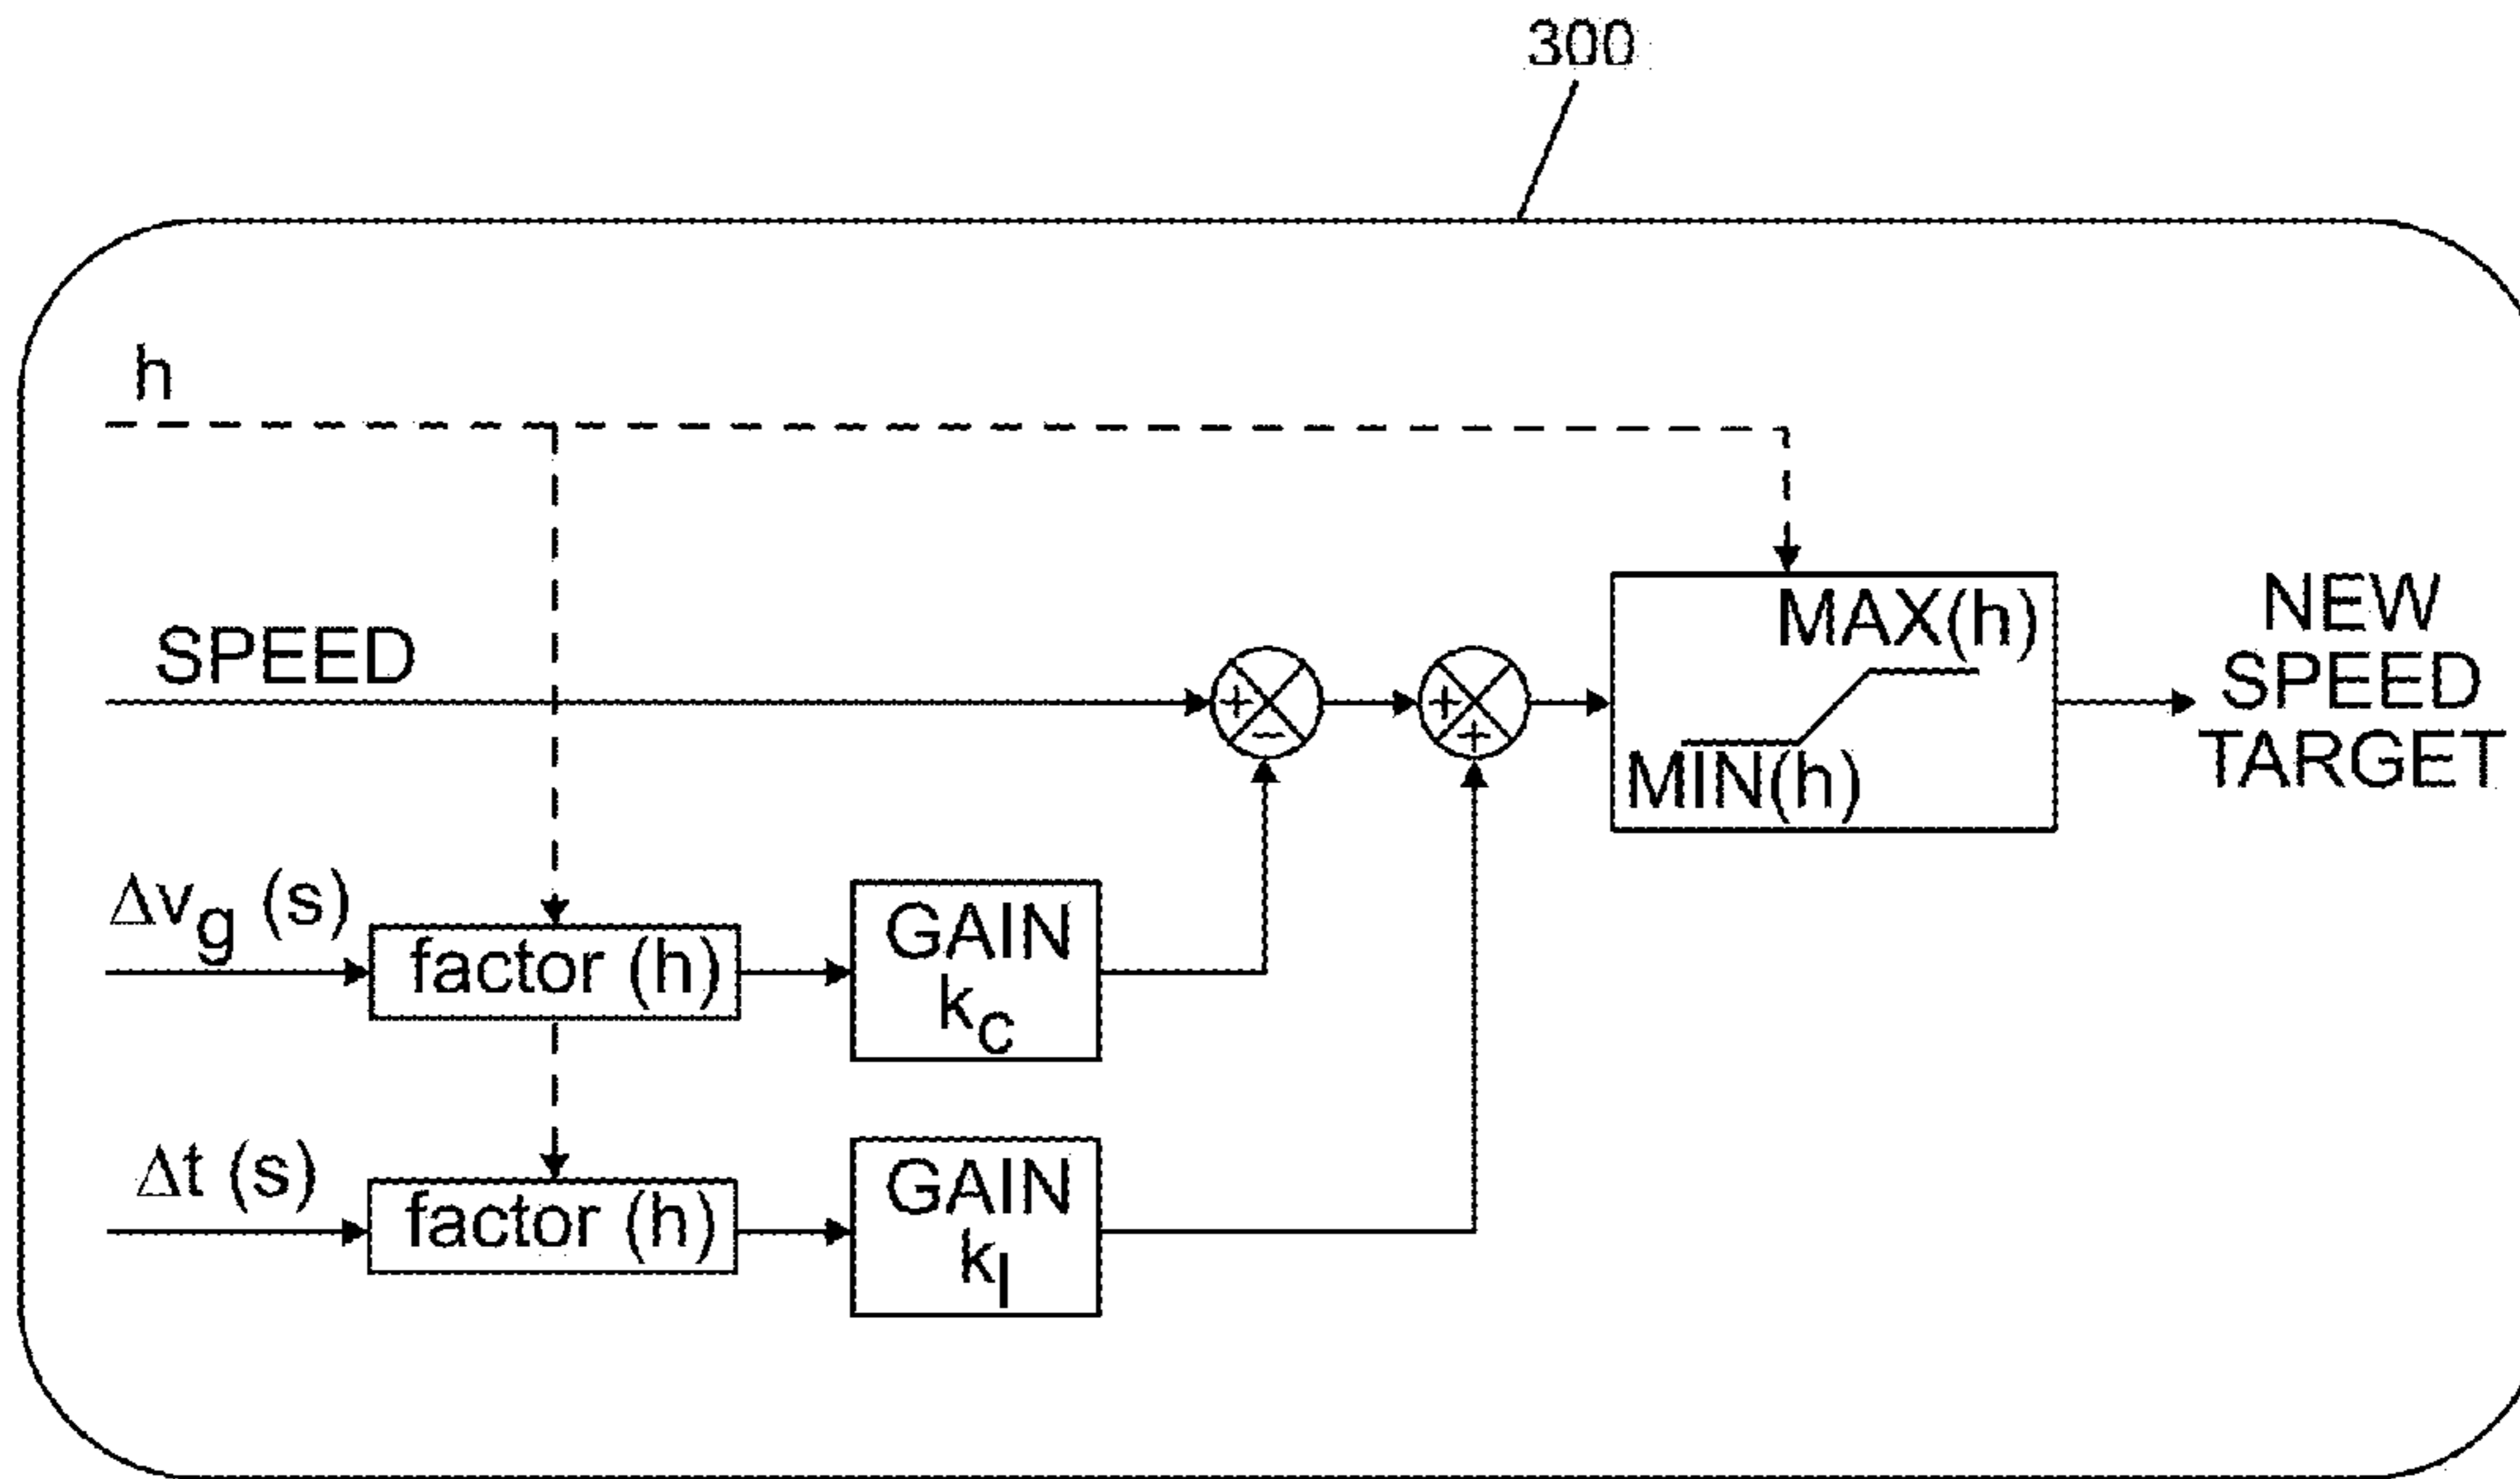 300
h
SPEED
MAX(h)
MIN(h)
NEW
SPEED
TARGET
+
−
+
+
Δvg (s)
factor (h)
GAIN
kC
Δt (s)
factor (h)
GAIN
kI